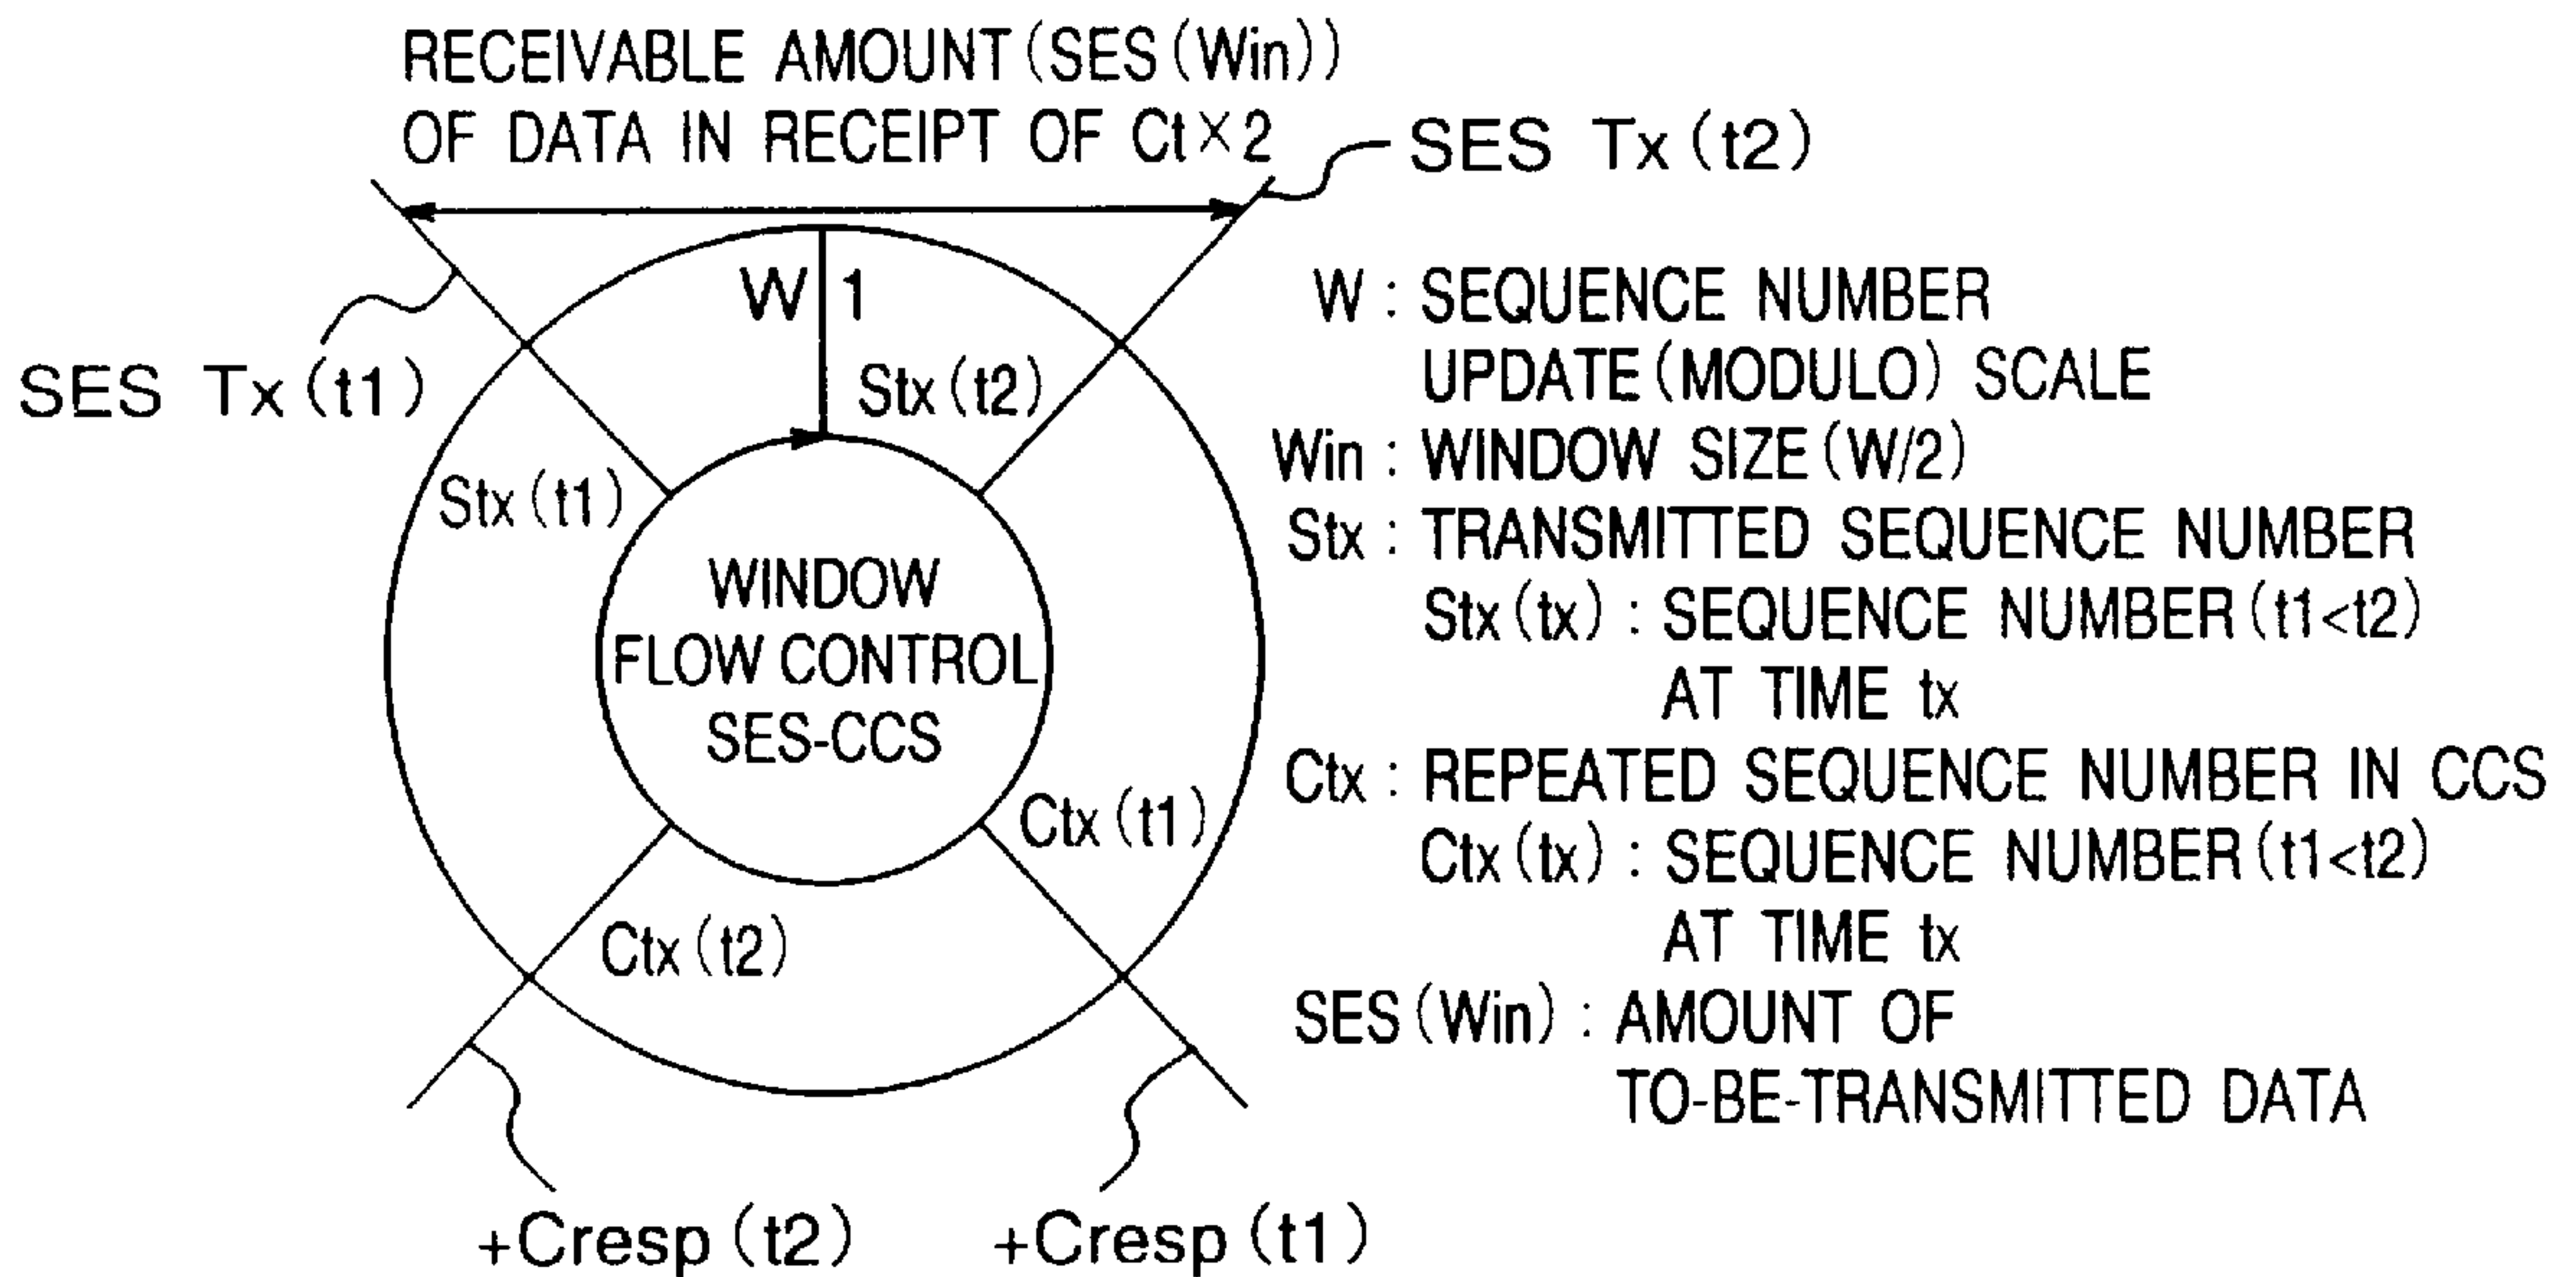 RECEIVABLE AMOUNT(SES(Win))
OF DATA IN RECEIPT OF Ct×2
SES Tx(t2)
W 1
SES Tx(t1)
Stx(t2)
Stx(t1)
WINDOW
FLOW CONTROL
SES-CCS
Ctx(t1)
Ctx(t2)
+Cresp(t2)
+Cresp(t1)
W : SEQUENCE NUMBER
UPDATE(MODULO) SCALE
Win : WINDOW SIZE(W/2)
Stx : TRANSMITTED SEQUENCE NUMBER
Stx(tx) : SEQUENCE NUMBER(t1<t2)
AT TIME tx
Ctx : REPEATED SEQUENCE NUMBER IN CCS
Ctx(tx) : SEQUENCE NUMBER(t1<t2)
AT TIME tx
SES(Win) : AMOUNT OF
TO-BE-TRANSMITTED DATA